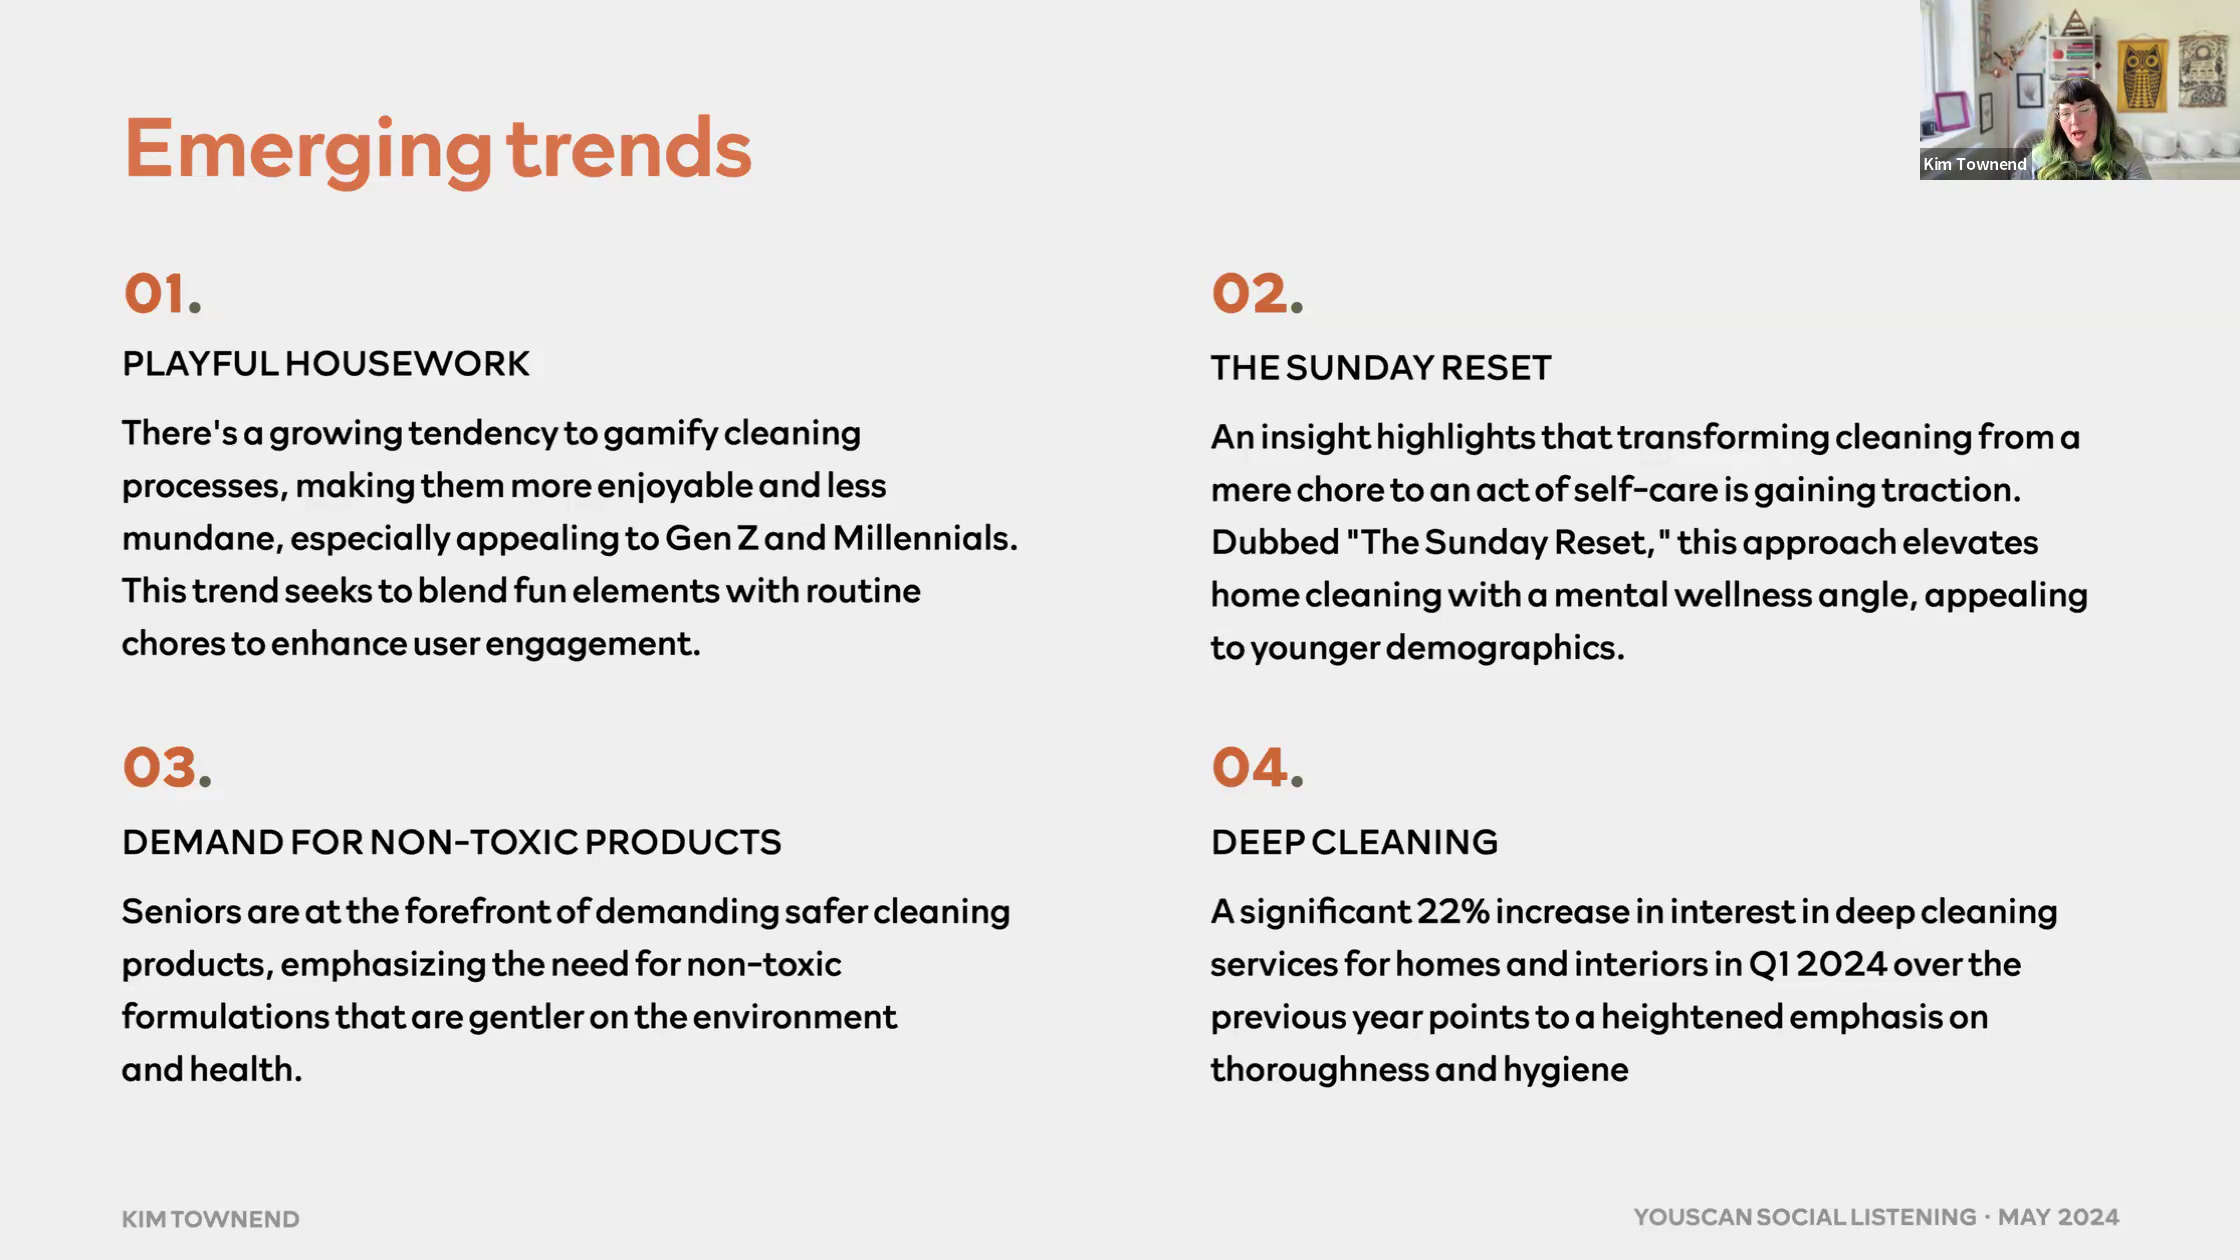 Emerging trends
Kim Townend
01.
PLAYFUL HOUSEWORK
There's a growing tendency to gamify cleaning
processes, making them more enjoyable and less
mundane, especially appealing to Gen Z and Millennials.
This trend seeks to blend fun elements with routine
chores to enhance user engagement.
02.
THE SUNDAY RESET
An insight highlights that transforming cleaning from a
mere chore to an act of self-care is gaining traction.
Dubbed "The Sunday Reset," this approach elevates
home cleaning with a mental wellness angle, appealing
to younger demographics.
03.
DEMAND FOR NON-TOXIC PRODUCTS
Seniors are at the forefront of demanding safer cleaning
products, emphasizing the need for non-toxic
formulations that are gentler on the environment
and health.
04.
DEEP CLEANING
A significant 22% increase in interest in deep cleaning
services for homes and interiors in Q1 2024 over the
previous year points to a heightened emphasis on
thoroughness and hygiene
KIM TOWNEND
YOUSCAN SOCIAL LISTENING · MAY 2024